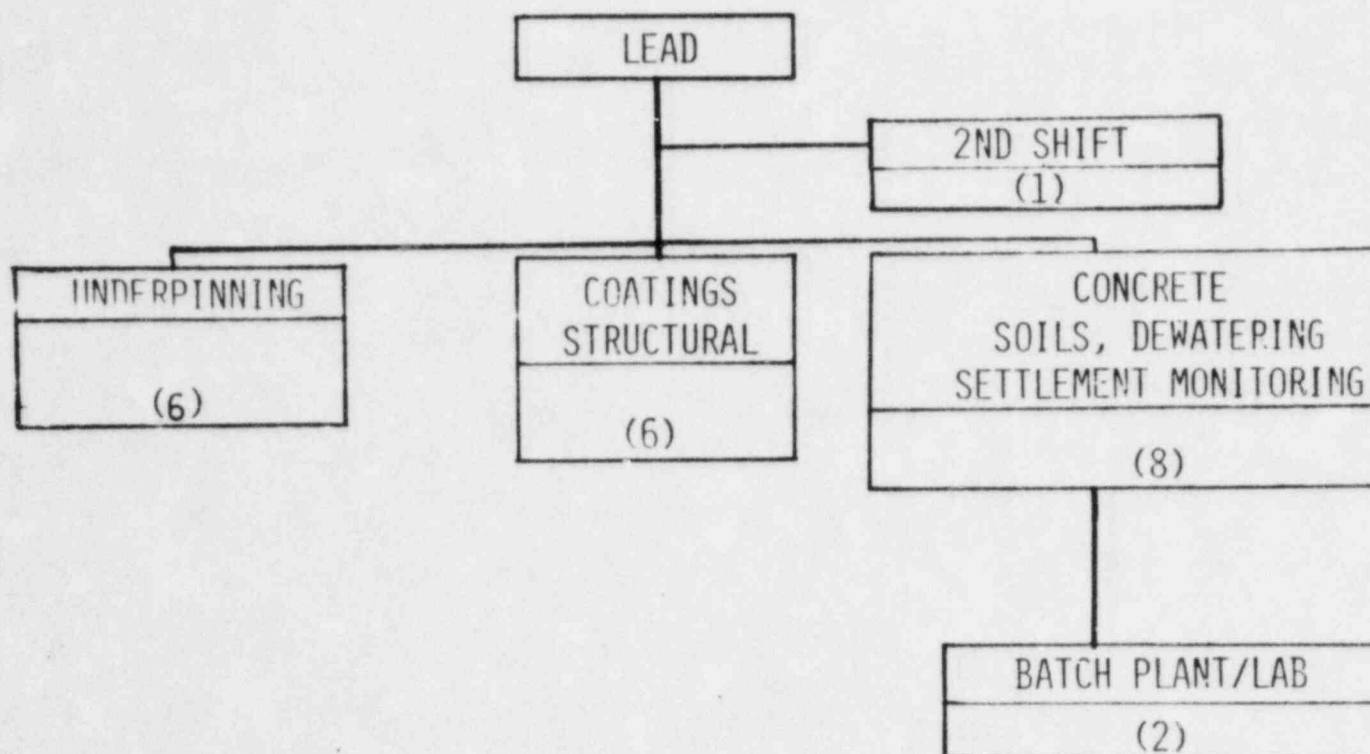 LEAD
2ND SHIFT
(1)
UNDERPINNING
(6)
COATINGS
STRUCTURAL
(6)
CONCRETE
SOILS, DEWATERING
SETTLEMENT MONITORING
(8)
BATCH PLANT/LAB
(2)